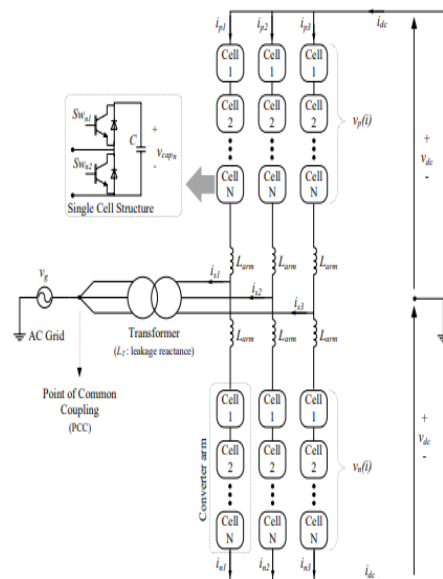 i_p1 i_p2 i_p3 i_dc
Cell 1 Cell 1 Cell 1
Cell 2 Cell 2 Cell 2
Cell N Cell N Cell N
v_p(i)
+ v_dc -
Sw_n1
Sw_n2
C
+ v_capn -
Single Cell Structure
L_arm L_arm L_arm
i_s1
i_s2
i_s3
v_g
AC Grid
Transformer
(L_T : leakage reactance)
Point of Common
Coupling
(PCC)
L_arm L_arm L_arm
Converter arm
Cell 1 Cell 1 Cell 1
Cell 2 Cell 2 Cell 2
Cell N Cell N Cell N
v_n(i)
+ v_dc -
i_n1 i_n2 i_n3 i_dc